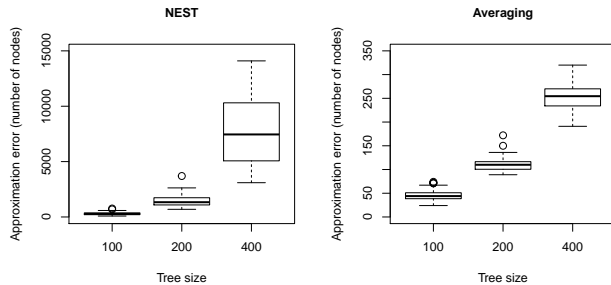 NEST
Approximation error (number of nodes)
0
5000
10000
15000
100
200
400
Tree size
Averaging
Approximation error (number of nodes)
0
50
150
250
350
100
200
400
Tree size